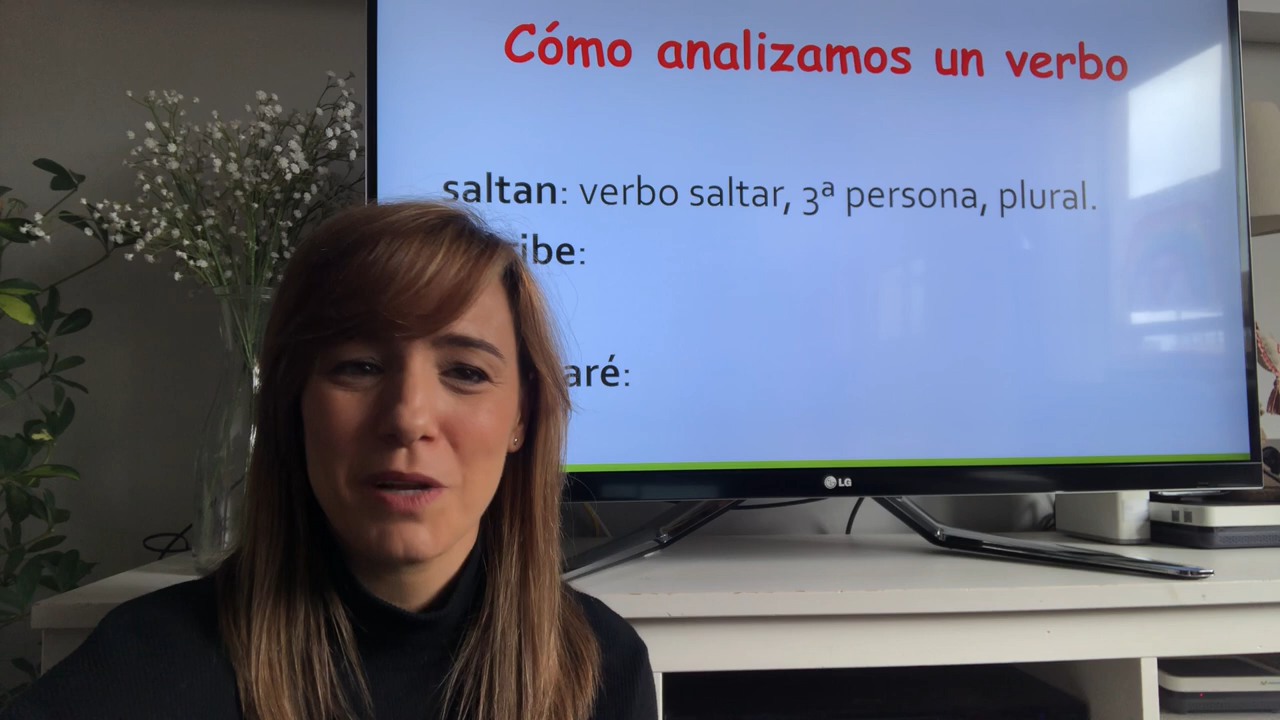 Cómo analizamos un verbo
saltan: verbo saltar, 3ª persona, plural.
ibe:
aré:
LG